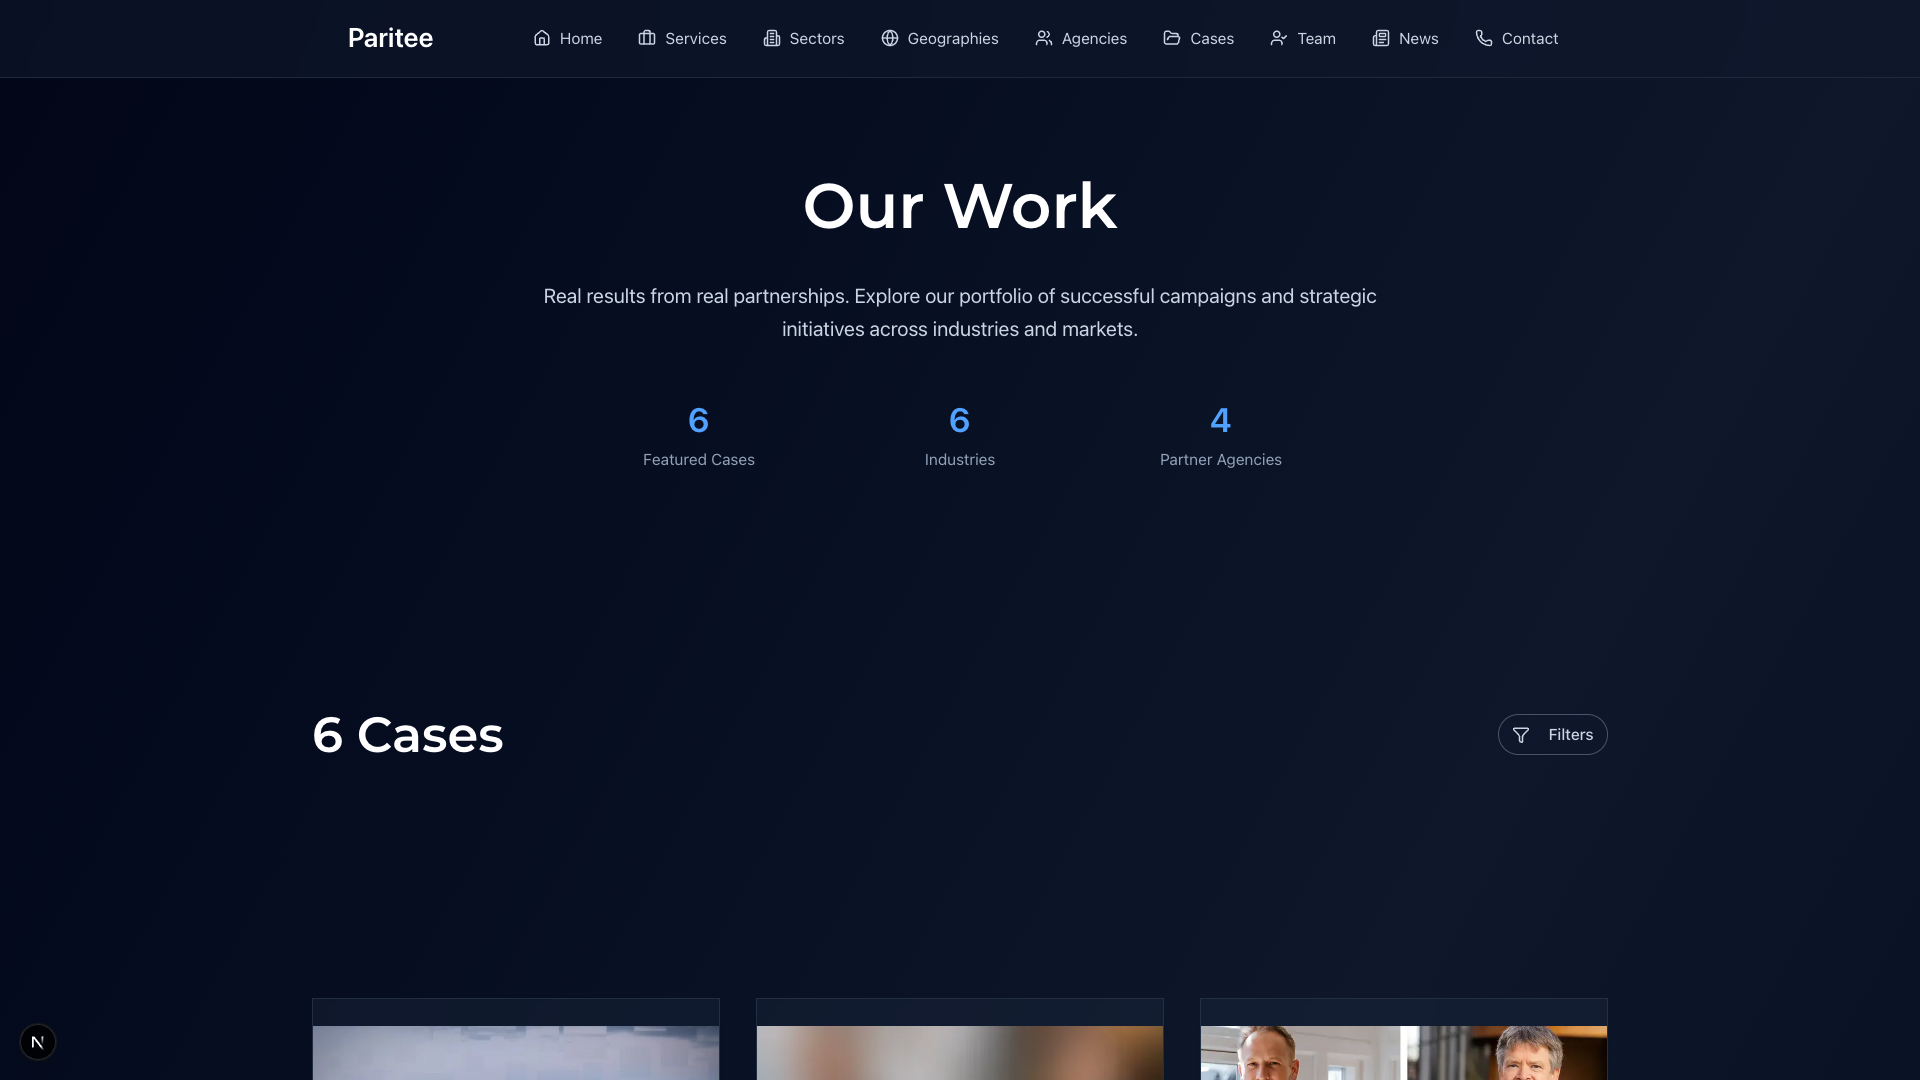 Paritee
Home
Services
Sectors
Geographies
Agencies
Cases
Team
News
Contact
Our Work
Real results from real partnerships. Explore our portfolio of successful campaigns and strategic
initiatives across industries and markets.
6
Featured Cases
6
Industries
4
Partner Agencies
6 Cases
Filters
N